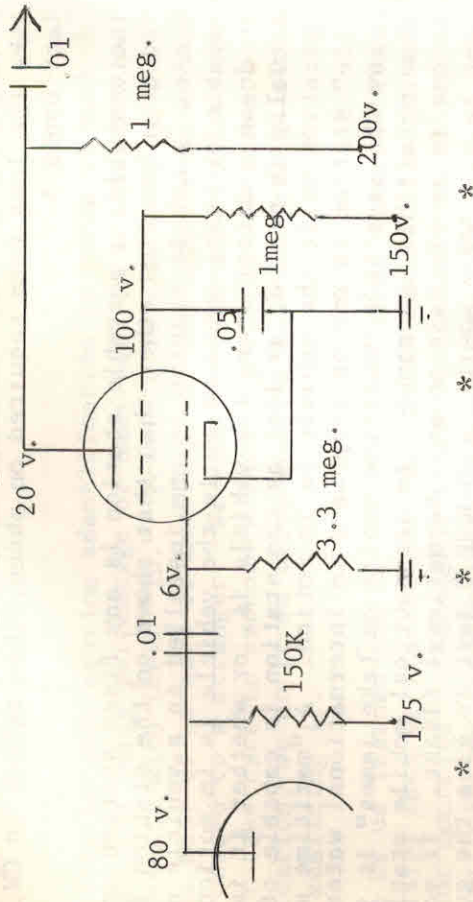 .01
1 meg.
200v.
20 v.
100 v.
1meg
.05
150v.
6v.
3.3 meg.
.01
150K
80 v.
175 v.
* * * *